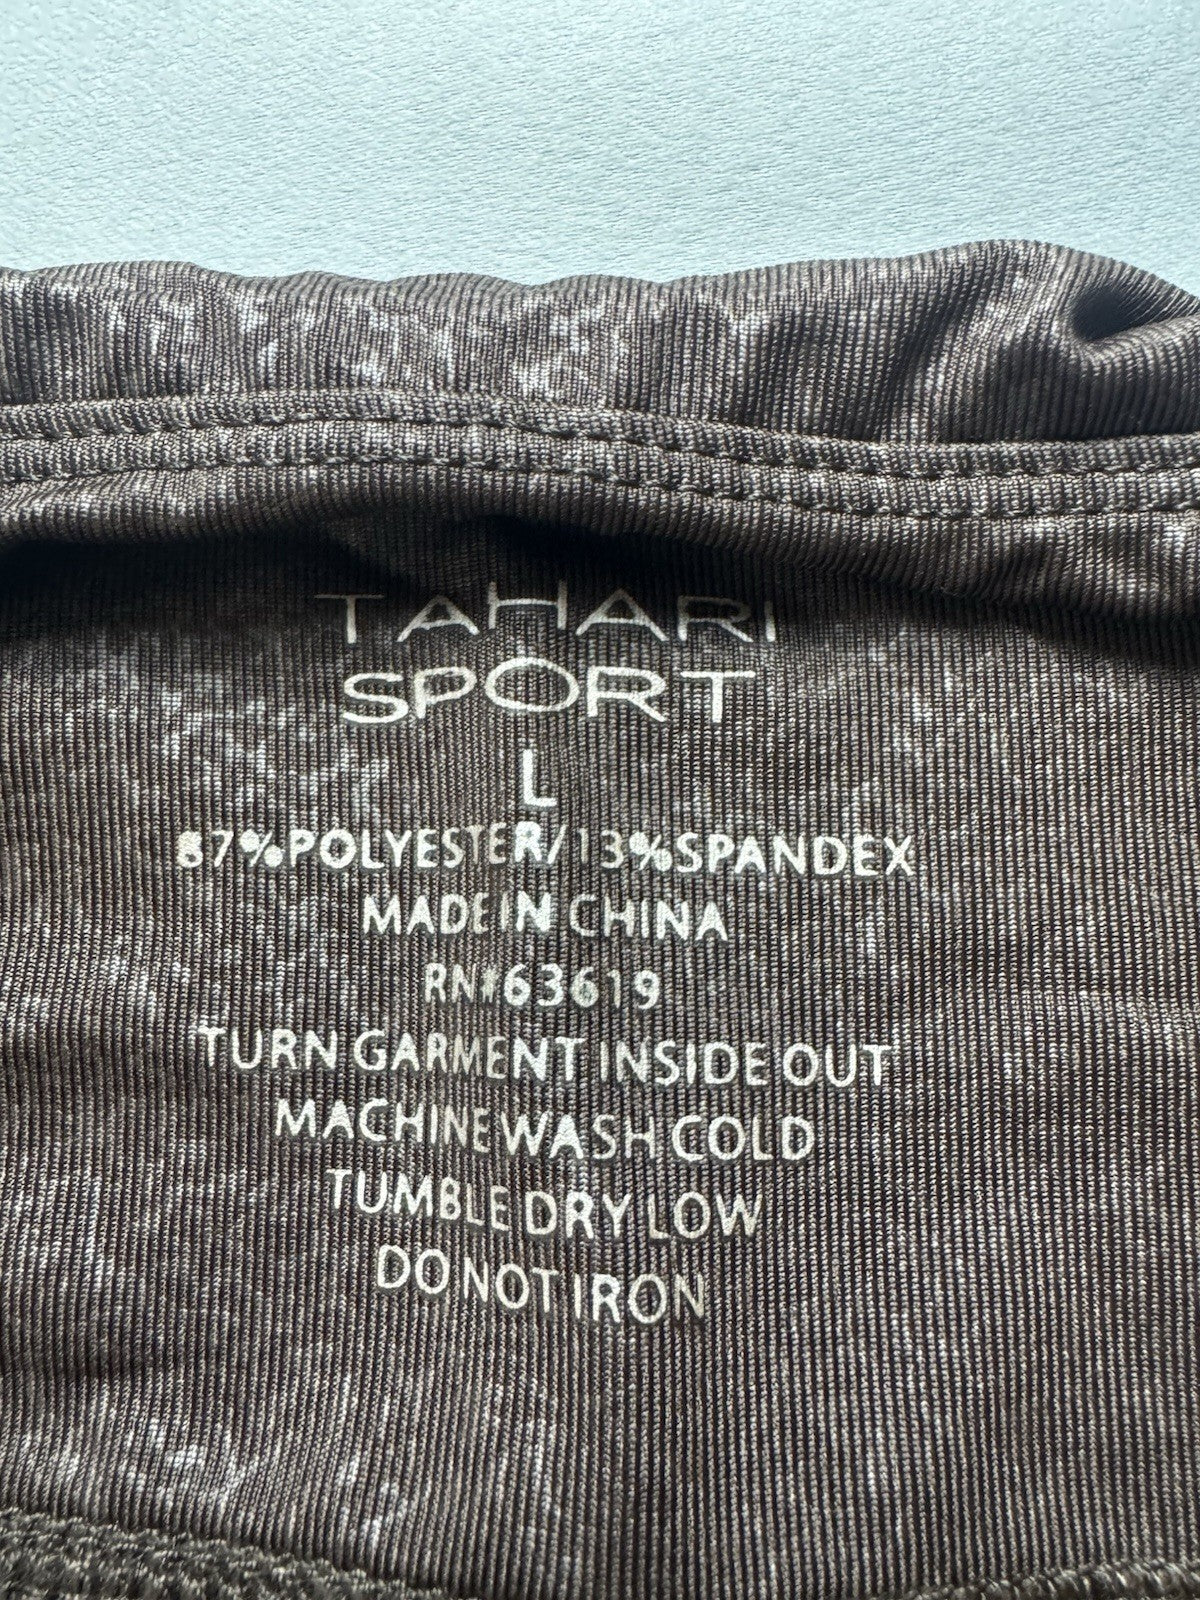 TAHARI
SPORT
L
87%POLYESTER/13%SPANDEX
MADE IN CHINA
RN#63619
TURN GARMENT INSIDE OUT
MACHINE WASH COLD
TUMBLE DRY LOW
DO NOT IRON